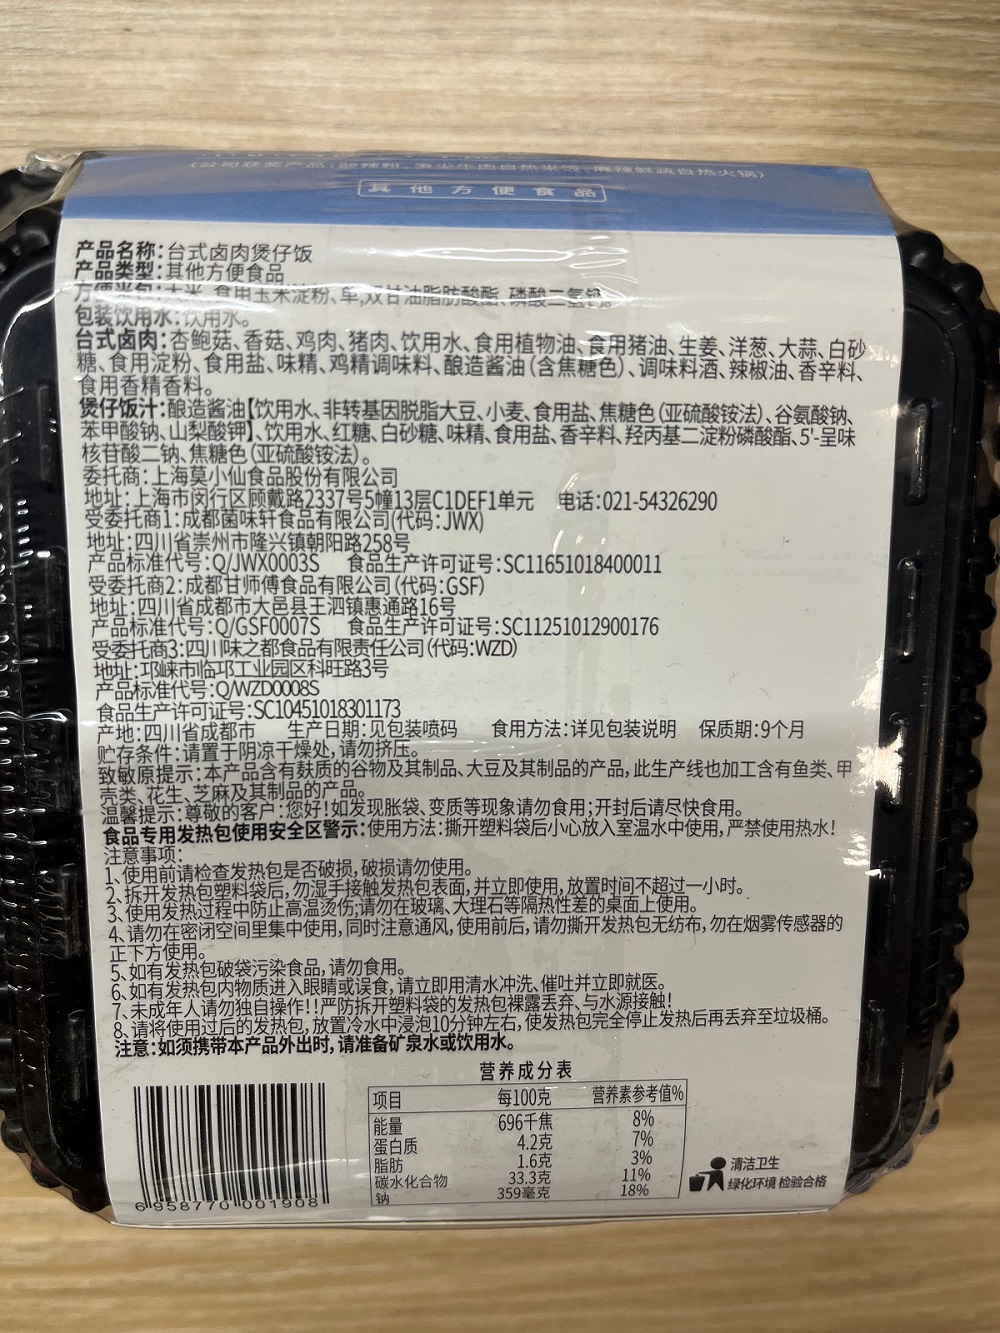 (公司获奖产品:酸辣粉、 牛肉自热米饭、麻辣鲜蔬自热火锅)
其他方便食品
产品名称:台式卤肉煲仔饭
产品类型:其他方便食品
方便米包:大米、食用玉米淀粉、单,双甘油脂肪酸酯、磷酸二氢钠。
包装饮用水:饮用水。
台式卤肉:杏鲍菇、香菇、鸡肉、猪肉、饮用水、食用植物油、食用猪油、生姜、洋葱、大蒜、白砂
糖、食用淀粉、食用盐、味精、鸡精调味料、酿造酱油(含焦糖色)、调味料酒、辣椒油、香辛料、
食用香精香料。
煲仔饭汁:酿造酱油【饮用水、非转基因脱脂大豆、小麦、食用盐、焦糖色(亚硫酸铵法)、谷氨酸钠、
苯甲酸钠、山梨酸钾】、饮用水、红糖、白砂糖、味精、食用盐、香辛料、羟丙基二淀粉磷酸酯、5'-呈味
核苷酸二钠、焦糖色(亚硫酸铵法)。
委托商:上海莫小仙食品股份有限公司
地址:上海市闵行区顾戴路2337号5幢13层C1DEF1单元 电话:021-54326290
受委托商1:成都菌味轩食品有限公司(代码:JWX)
地址:四川省崇州市隆兴镇朝阳路258号
产品标准代号:Q/JWX0003S 食品生产许可证号:SC11651018400011
受委托商2:成都甘师傅食品有限公司(代码:GSF)
地址:四川省成都市大邑县王泗镇惠通路16号
产品标准代号:Q/GSF0007S 食品生产许可证号:SC11251012900176
受委托商3:四川味之都食品有限责任公司(代码:WZD)
地址:邛崃市临邛工业园区科旺路3号
产品标准代号:Q/WZD0008S
食品生产许可证号:SC10451018301173
产地:四川省成都市 生产日期:见包装喷码 食用方法:详见包装说明 保质期:9个月
贮存条件:请置于阴凉干燥处,请勿挤压。
致敏原提示:本产品含有麸质的谷物及其制品、大豆及其制品的产品,此生产线也加工含有鱼类、甲
壳类、花生、芝麻及其制品的产品。
温馨提示:尊敬的客户:您好!如发现胀袋、变质等现象请勿食用;开封后请尽快食用。
食品专用发热包使用安全区警示:使用方法:撕开塑料袋后小心放入室温水中使用,严禁使用热水!
注意事项:
1、使用前请检查发热包是否破损,破损请勿使用。
2、拆开发热包塑料袋后,勿湿手接触发热包表面,并立即使用,放置时间不超过一小时。
3、使用发热过程中防止高温烫伤;请勿在玻璃、大理石等隔热性差的桌面上使用。
4、请勿在密闭空间里集中使用,同时注意通风,使用前后,请勿撕开发热包无纺布,勿在烟雾传感器的
正下方使用。
5、如有发热包破袋污染食品,请勿食用。
6、如有发热包内物质进入眼睛或误食,请立即用清水冲洗、催吐并立即就医。
7、未成年人请勿独自操作!!严防拆开塑料袋的发热包裸露丢弃、与水源接触!
8、请将使用过后的发热包,放置冷水中浸泡10分钟左右,使发热包完全停止发热后再丢弃至垃圾桶。
注意:如须携带本产品外出时,请准备矿泉水或饮用水。
营养成分表
项目 每100克 营养素参考值%
能量 696千焦 8%
蛋白质 4.2克 7%
脂肪 1.6克 3%
碳水化合物 33.3克 11%
钠 359毫克 18%
清洁卫生
绿化环境 检验合格
6 958770 001908